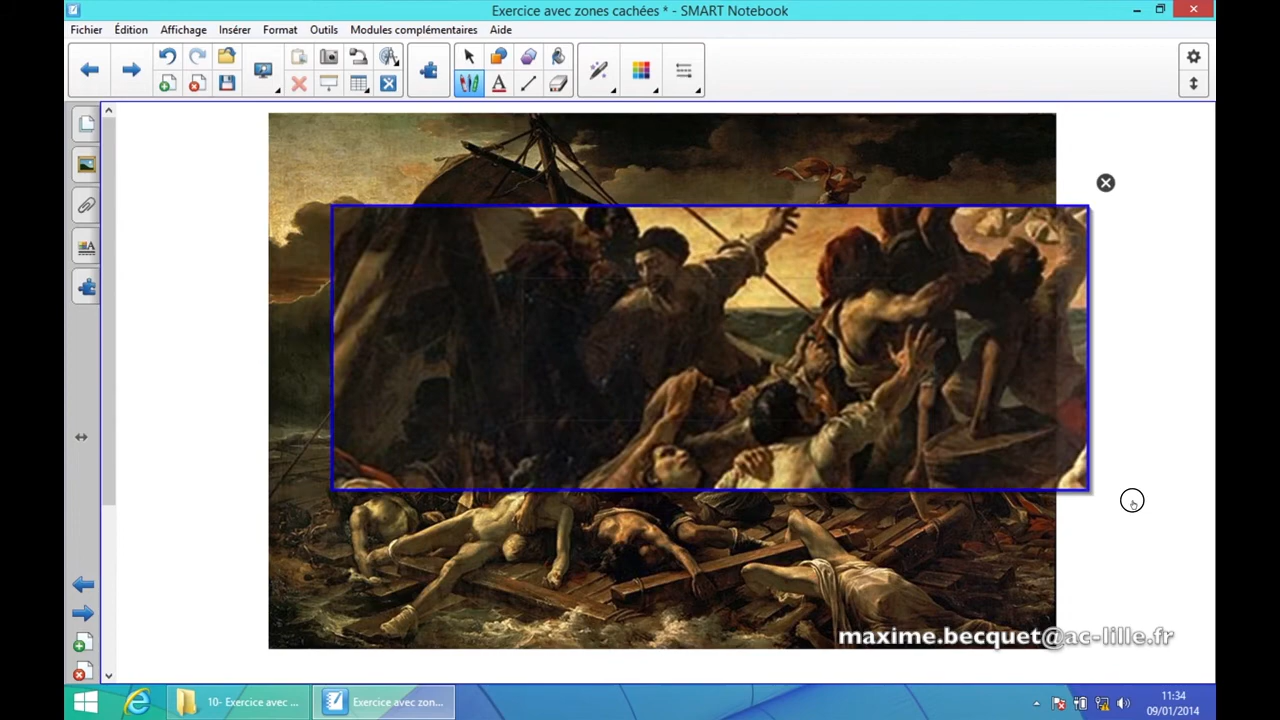 Exercice avec zones cachées * - SMART Notebook
Fichier Édition Affichage Insérer Format Outils Modules complémentaires Aide
maxime.becquet@ac-lille.fr
10- Exercice avec ... Exercice avec zon... 11:34
09/01/2014